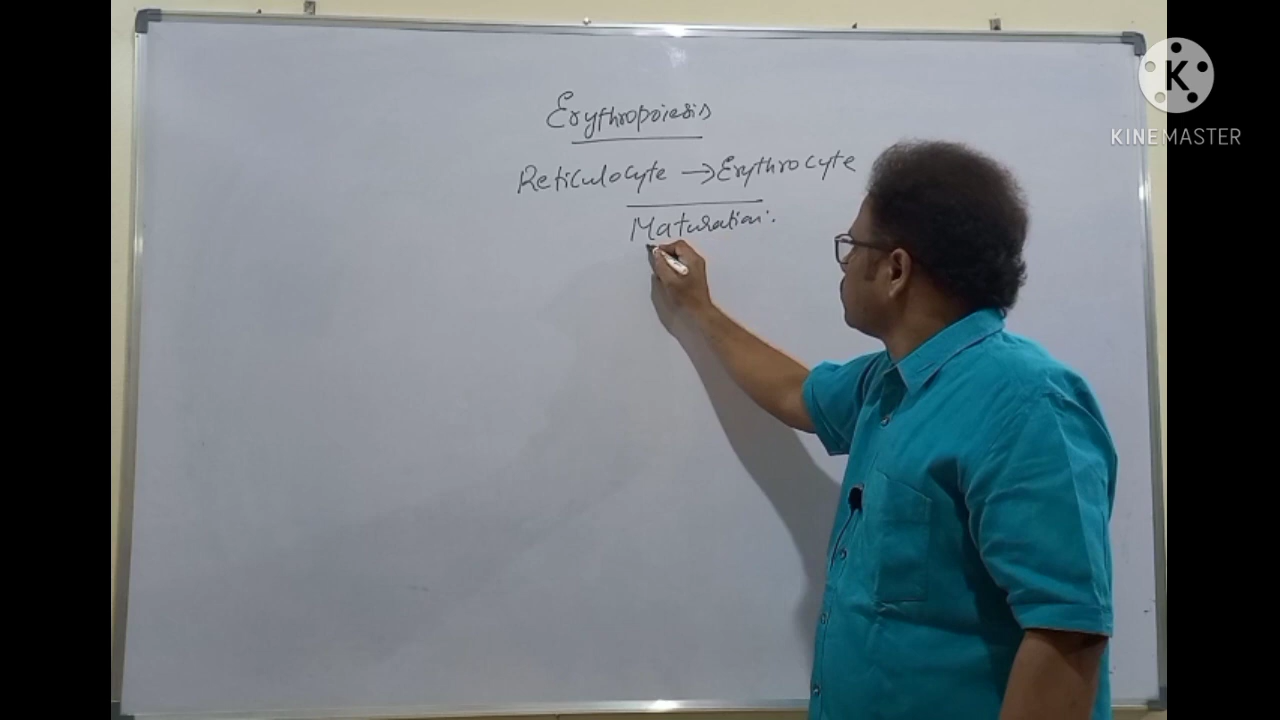 Erythropoiesis
Reticulocyte → Erythrocyte
Maturation:
K
KINEMASTER